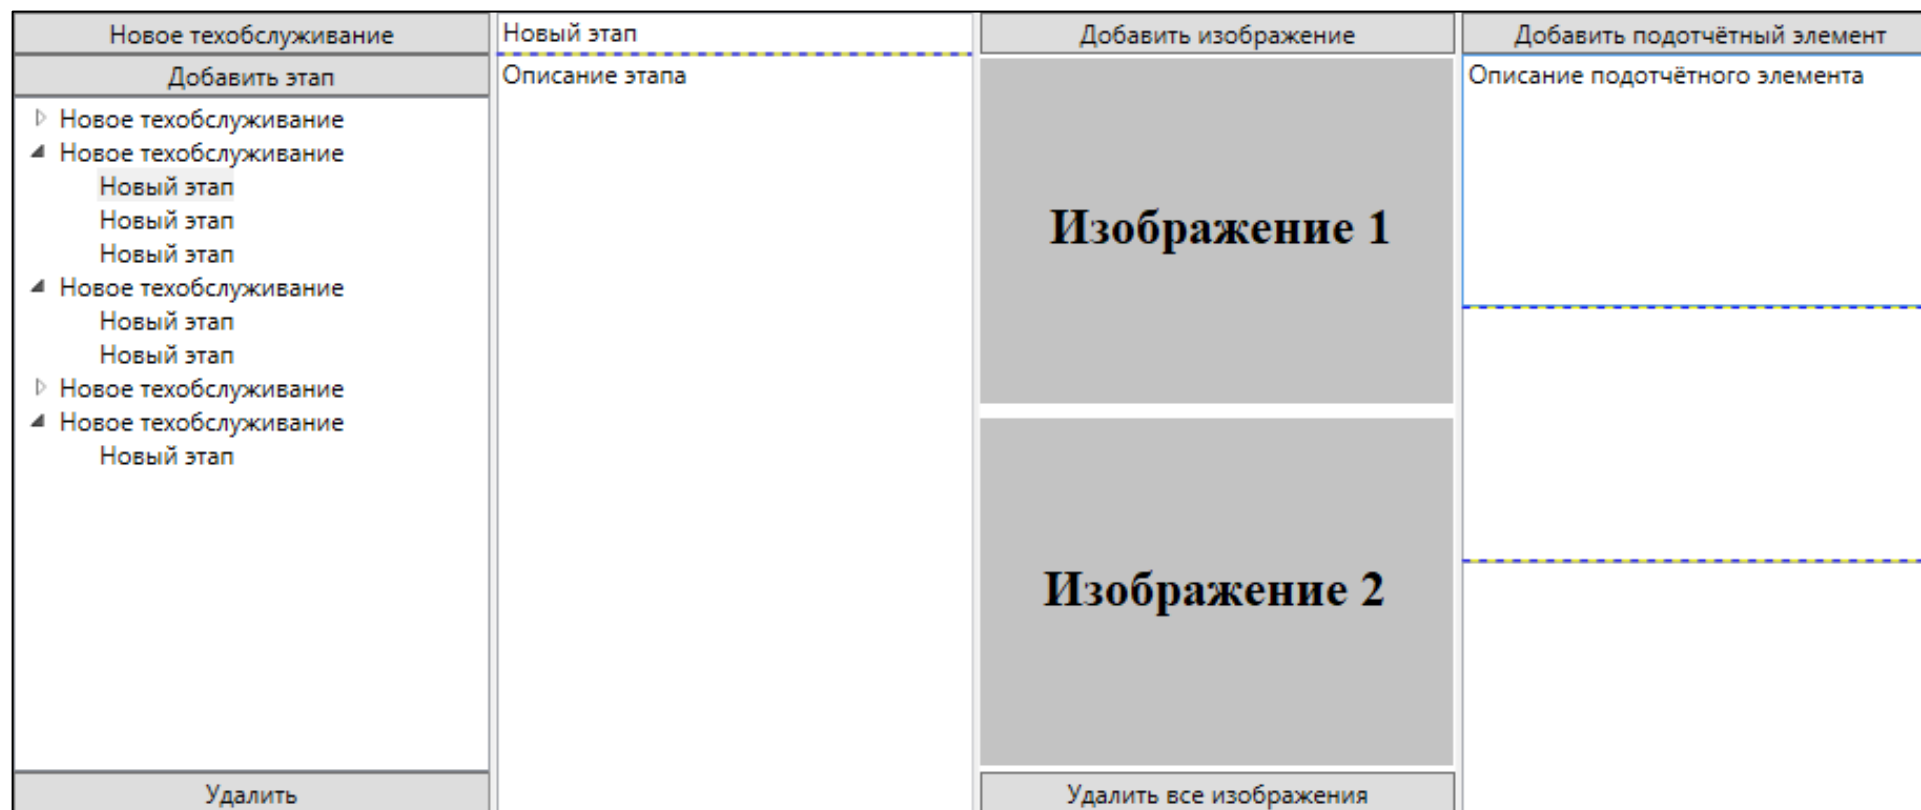 Новое техобслуживание
Добавить этап
Новое техобслуживание
Новое техобслуживание
Новый этап
Новый этап
Новый этап
Новое техобслуживание
Новый этап
Новый этап
Новое техобслуживание
Новое техобслуживание
Новый этап
Удалить
Новый этап
Описание этапа
Добавить изображение
Изображение 1
Изображение 2
Удалить все изображения
Добавить подотчётный элемент
Описание подотчётного элемента